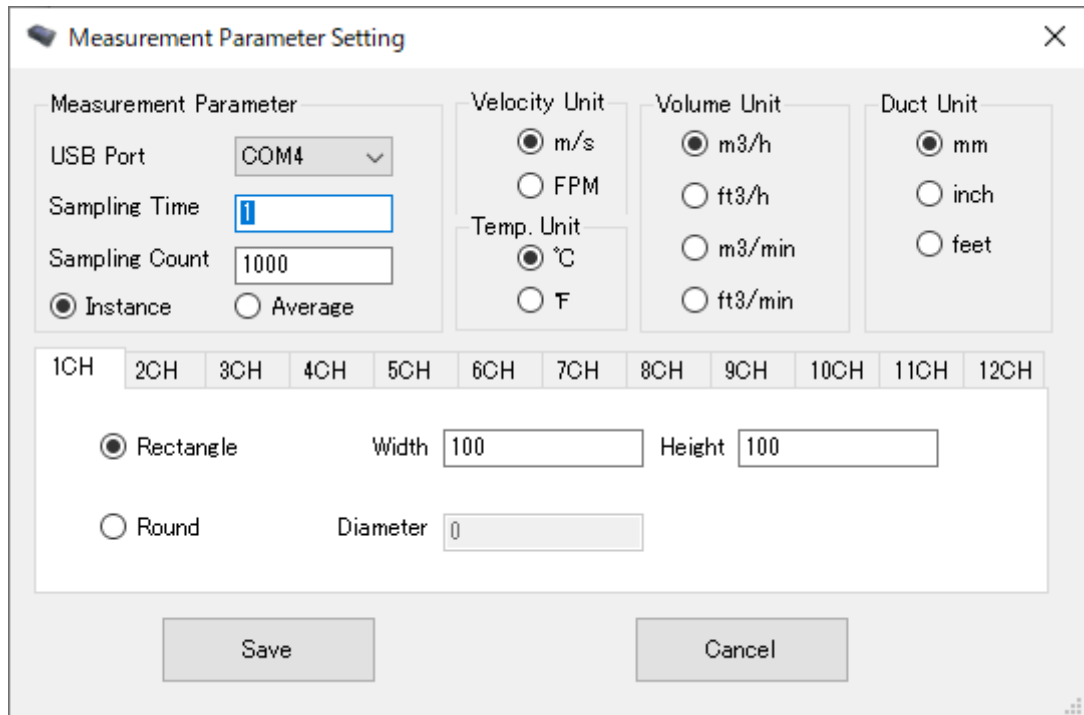 Measurement Parameter Setting
Measurement Parameter
USB Port COM4
Sampling Time 1
Sampling Count 1000
Instance Average
Velocity Unit
m/s
FPM
Temp. Unit
℃
℉
Volume Unit
m3/h
ft3/h
m3/min
ft3/min
Duct Unit
mm
inch
feet
1CH 2CH 3CH 4CH 5CH 6CH 7CH 8CH 9CH 10CH 11CH 12CH
Rectangle Width 100 Height 100
Round Diameter 0
Save Cancel